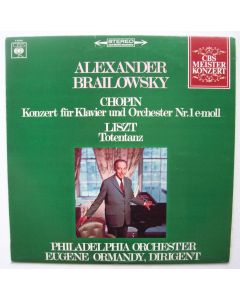 CBS
STEREO
ALEXANDER
BRAILOWSKY
CHOPIN
Konzert für Klavier und Orchester Nr.1 e-moll
LISZT
Totentanz
CBS
MEISTER
KONZERT
PHILADELPHIA ORCHESTER
EUGENE ORMANDY, DIRIGENT